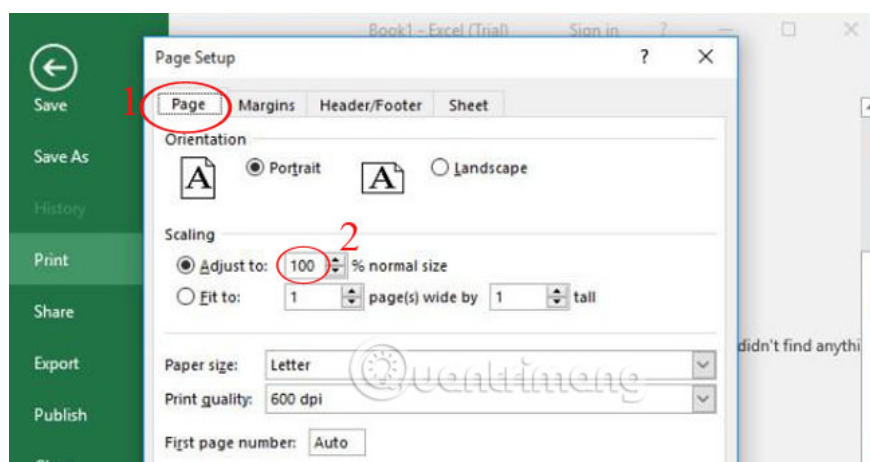 Book1 - Excel (Trial) Sign in ?
Page Setup ?
Save
1
Page Margins Header/Footer Sheet
Orientation
Save As
A Portrait A Landscape
History
Scaling
2
Print
Adjust to: 100 % normal size
Fit to: 1 page(s) wide by 1 tall
Share
didn't find anythi
Export
Paper size: Letter
Quantrimang
Print quality: 600 dpi
Publish
First page number: Auto